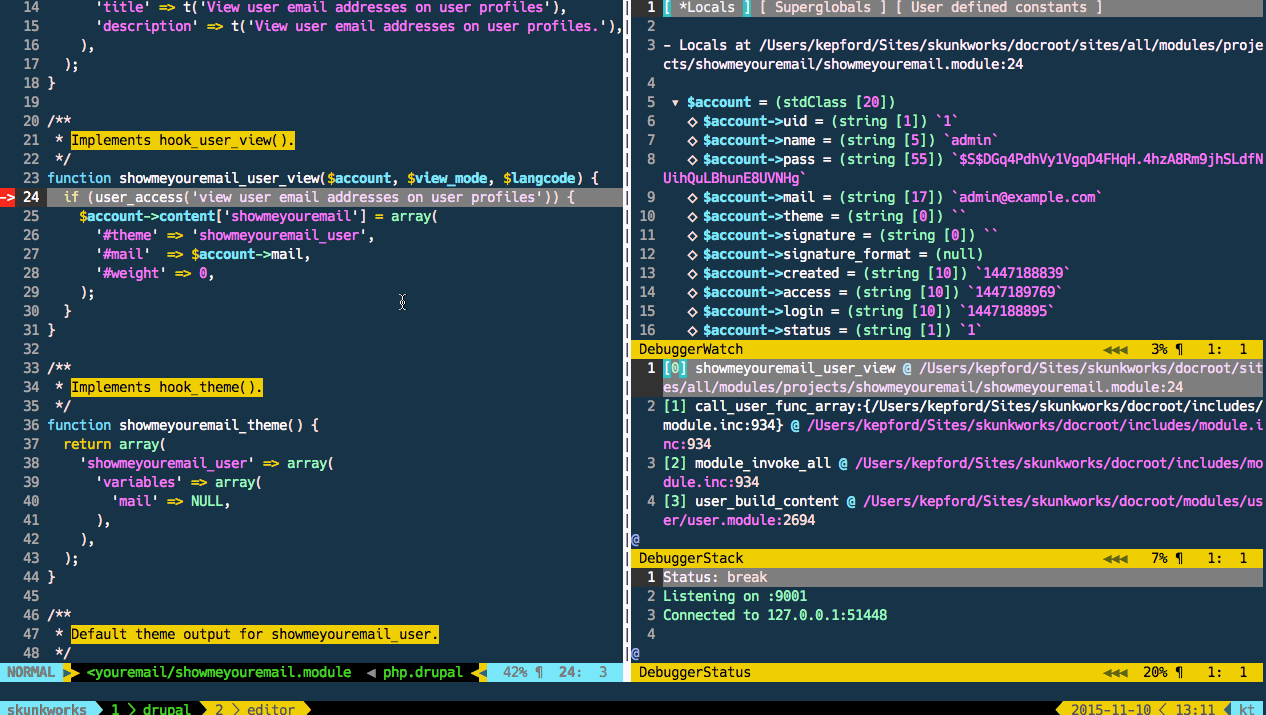 14 'title' => t('View user email addresses on user profiles'),
15 'description' => t('View user email addresses on user profiles.'),
16 ),
17 );
18 }
19
20 /**
21 * Implements hook_user_view().
22 */
23 function showmeyouremail_user_view($account, $view_mode, $langcode) {
-> 24 if (user_access('view user email addresses on user profiles')) {
25 $account->content['showmeyouremail'] = array(
26 '#theme' => 'showmeyouremail_user',
27 '#mail' => $account->mail,
28 '#weight' => 0,
29 );
30 }
31 }
32
33 /**
34 * Implements hook_theme().
35 */
36 function showmeyouremail_theme() {
37 return array(
38 'showmeyouremail_user' => array(
39 'variables' => array(
40 'mail' => NULL,
41 ),
42 ),
43 );
44 }
45
46 /**
47 * Default theme output for showmeyouremail_user.
48 */
NORMAL <youremail/showmeyouremail.module php.drupal 42% ¶ 24: 3
1 [ *Locals ] [ Superglobals ] [ User defined constants ]
2
3 - Locals at /Users/kepford/Sites/skunkworks/docroot/sites/all/modules/proje
cts/showmeyouremail/showmeyouremail.module:24
4
5 ▾ $account = (stdClass [20])
6 ◇ $account->uid = (string [1]) `1`
7 ◇ $account->name = (string [5]) `admin`
8 ◇ $account->pass = (string [55]) `$S$DGq4PdhVy1VgqD4FHqH.4hzA8Rm9jhSLdfN
UihQuLBhunE8UVNHg`
9 ◇ $account->mail = (string [17]) `admin@example.com`
10 ◇ $account->theme = (string [0]) ``
11 ◇ $account->signature = (string [0]) ``
12 ◇ $account->signature_format = (null)
13 ◇ $account->created = (string [10]) `1447188839`
14 ◇ $account->access = (string [10]) `1447189769`
15 ◇ $account->login = (string [10]) `1447188895`
16 ◇ $account->status = (string [1]) `1`
DebuggerWatch 3% ¶ 1: 1
1 [0] showmeyouremail_user_view @ /Users/kepford/Sites/skunkworks/docroot/sit
es/all/modules/projects/showmeyouremail/showmeyouremail.module:24
2 [1] call_user_func_array:{/Users/kepford/Sites/skunkworks/docroot/includes/
module.inc:934} @ /Users/kepford/Sites/skunkworks/docroot/includes/module.i
nc:934
3 [2] module_invoke_all @ /Users/kepford/Sites/skunkworks/docroot/includes/mo
dule.inc:934
4 [3] user_build_content @ /Users/kepford/Sites/skunkworks/docroot/modules/us
er/user.module:2694
@
DebuggerStack 7% ¶ 1: 1
1 Status: break
2 Listening on :9001
3 Connected to 127.0.0.1:51448
4
@
DebuggerStatus 20% ¶ 1: 1
skunkworks 1 > drupal 2 > editor 2015-11-10 < 13:11 kt